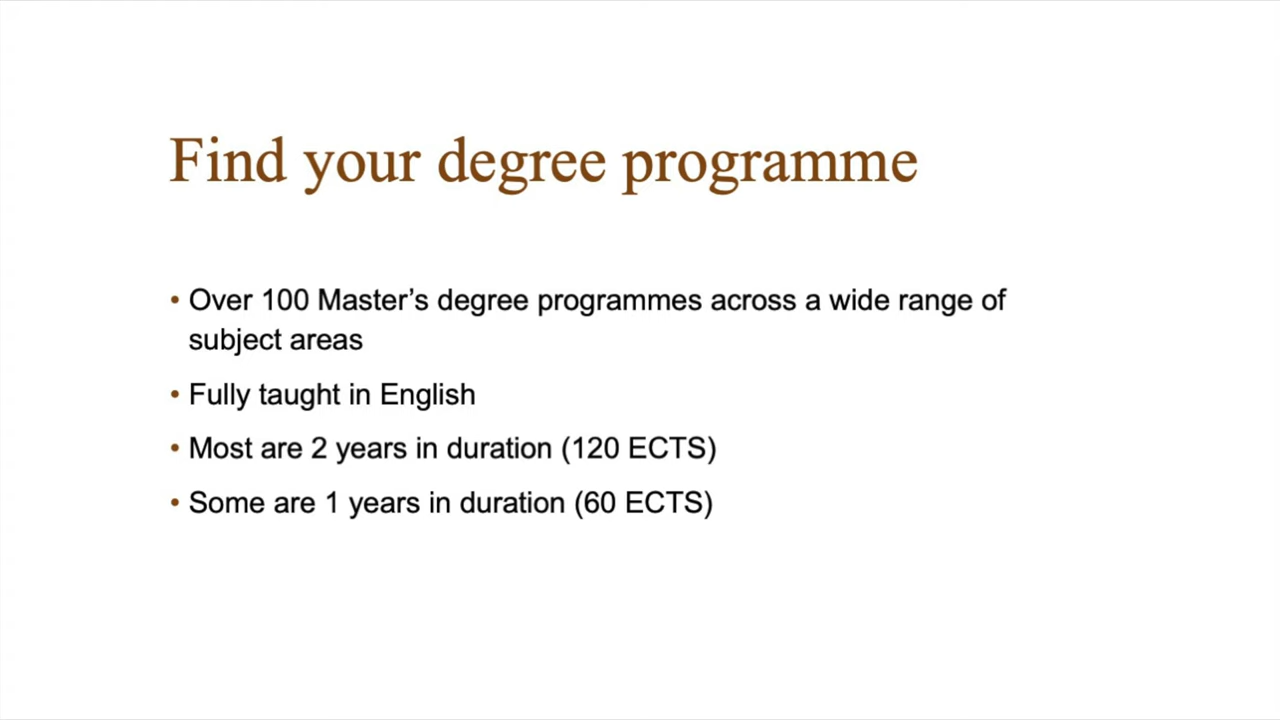 Find your degree programme
• Over 100 Master’s degree programmes across a wide range of
subject areas
• Fully taught in English
• Most are 2 years in duration (120 ECTS)
• Some are 1 years in duration (60 ECTS)